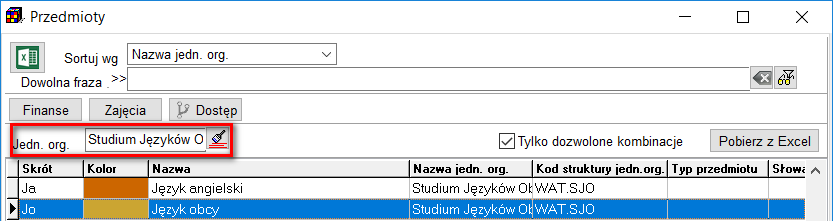 Przedmioty
Sortuj wg Nazwa jedn. org.
Dowolna fraza . >>
Finanse Zajęcia Dostęp
Jedn. org. Studium Języków O Tylko dozwolone kombinacje Pobierz z Excel
Skrót Kolor Nazwa Nazwa jedn. org. Kod struktury jedn.org. Typ przedmiotu Słowa
Ja Język angielski Studium Języków Ob WAT.SJO
Jo Język obcy Studium Języków Ob WAT.SJO